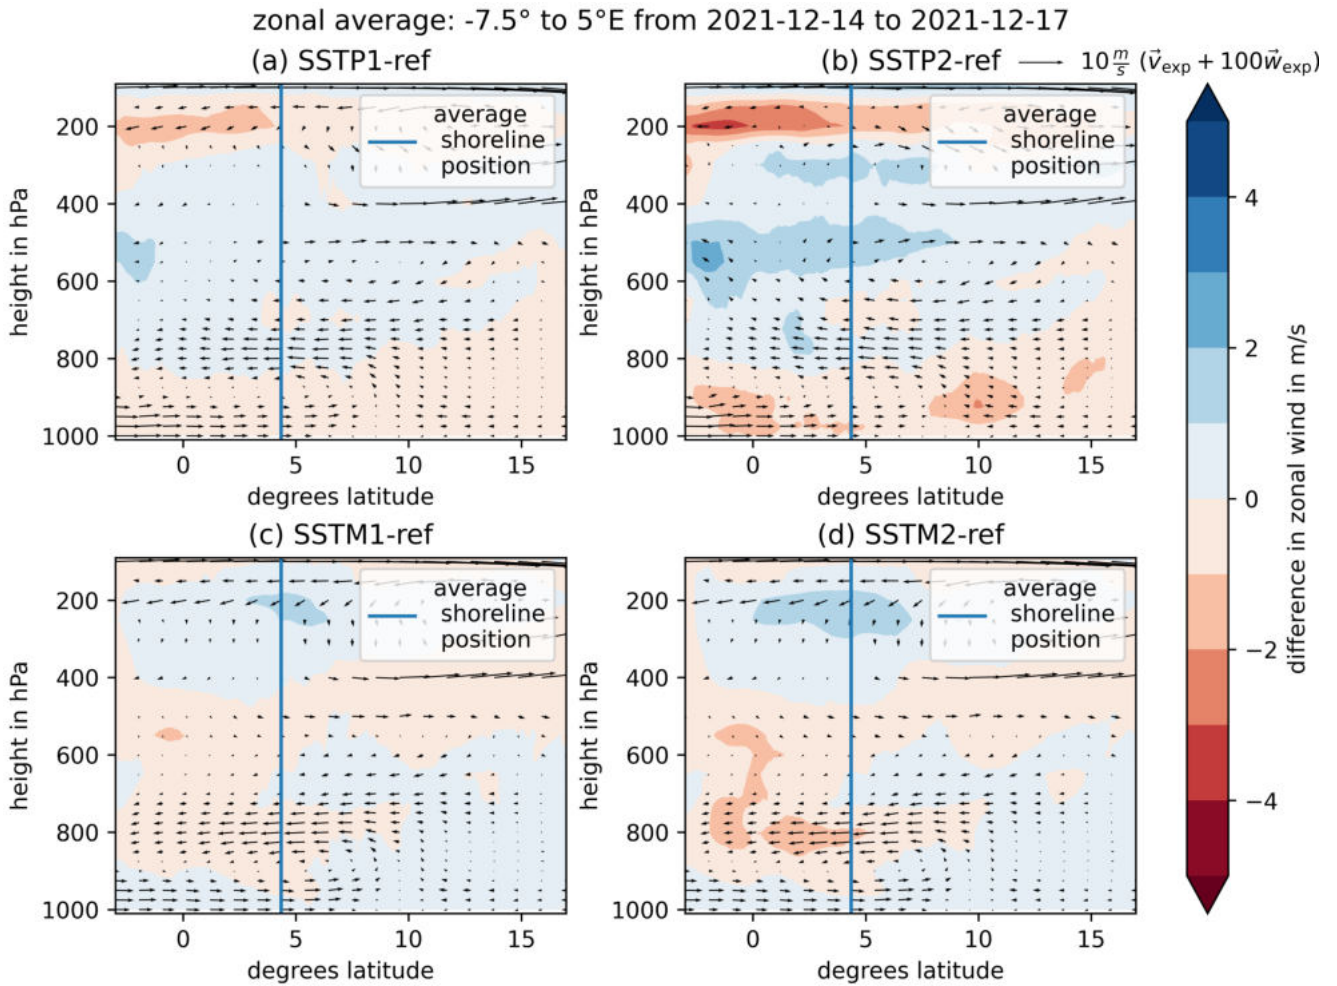 zonal average: -7.5° to 5°E from 2021-12-14 to 2021-12-17
(a) SSTP1-ref
(b) SSTP2-ref
10 m/s (v⃗exp + 100w⃗exp)
average
shoreline
position
average
shoreline
position
200
400
600
800
1000
height in hPa
0
5
10
15
degrees latitude
200
400
600
800
1000
height in hPa
0
5
10
15
degrees latitude
(c) SSTM1-ref
(d) SSTM2-ref
average
shoreline
position
average
shoreline
position
200
400
600
800
1000
height in hPa
0
5
10
15
degrees latitude
200
400
600
800
1000
height in hPa
0
5
10
15
degrees latitude
4
2
0
−2
−4
difference in zonal wind in m/s